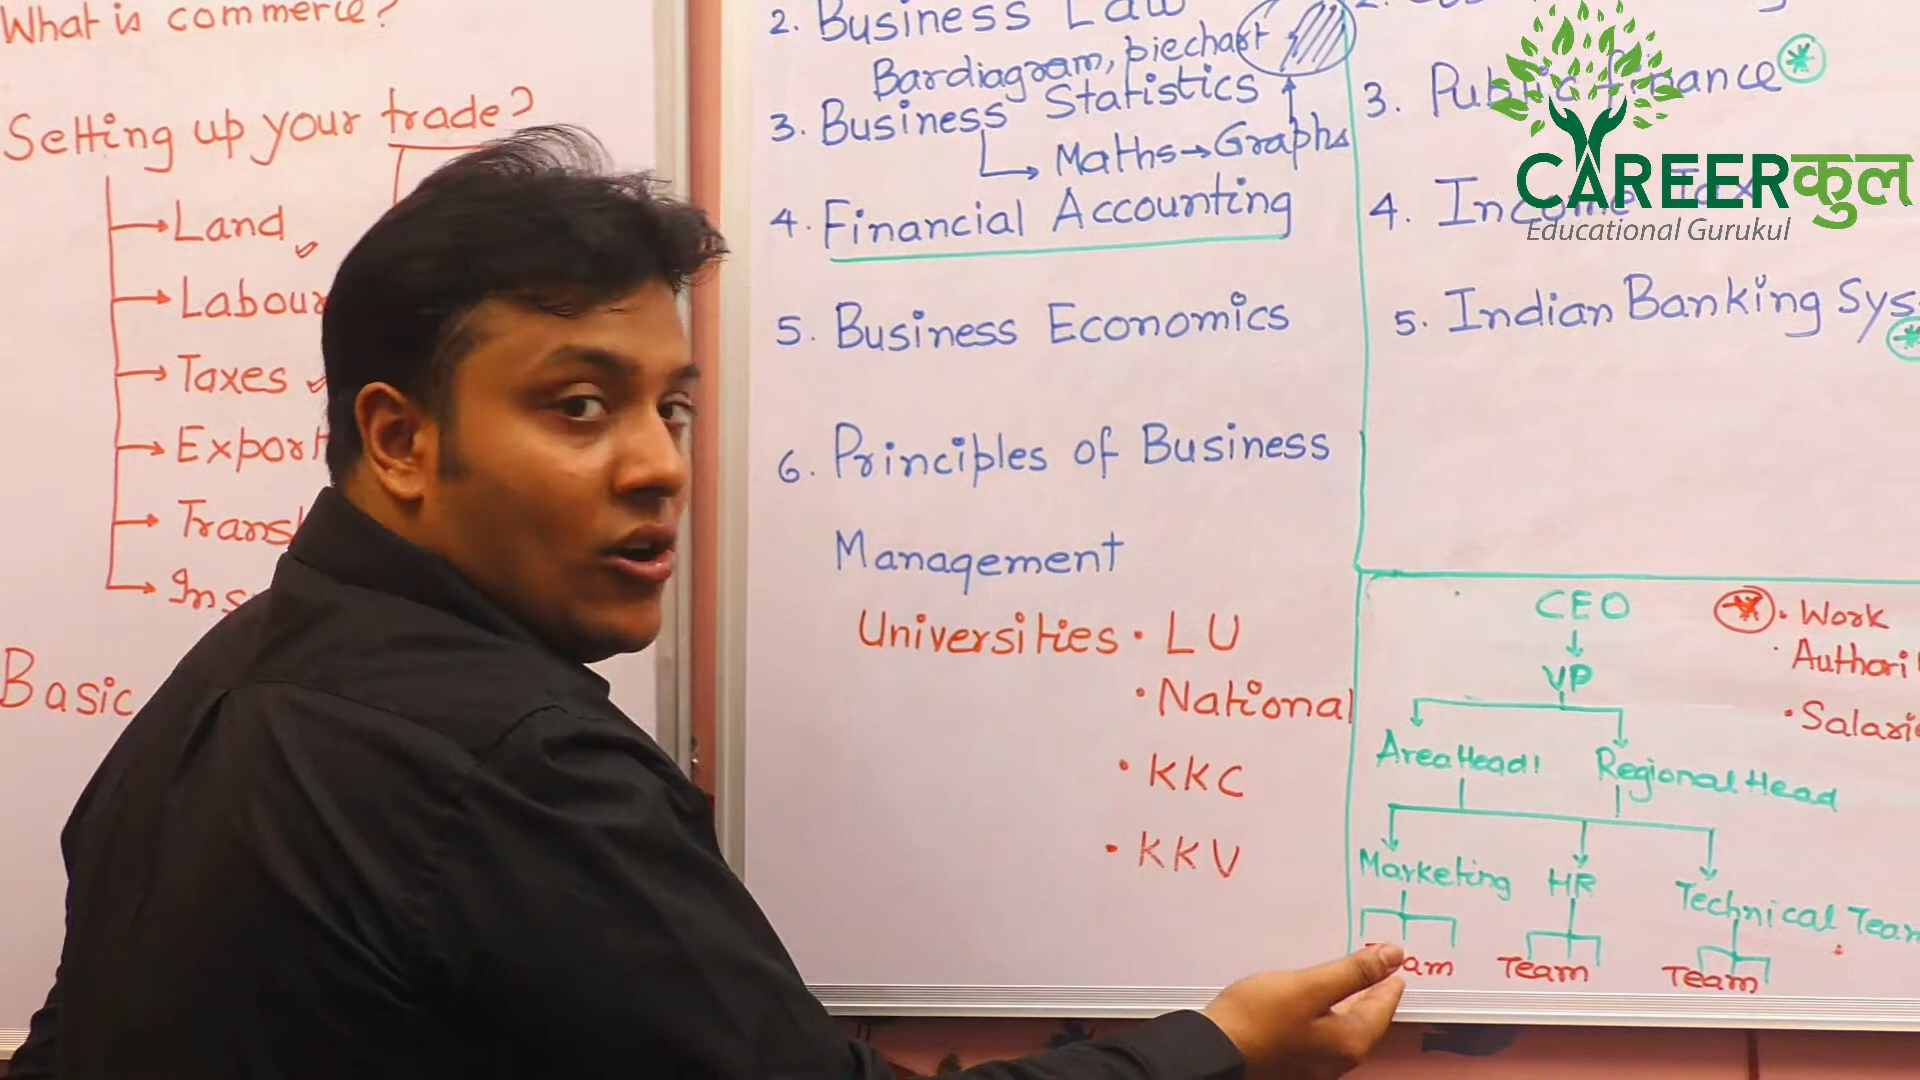 What is commerce?
Setting up your trade?
Land
Labour
Taxes
Export
Trans
Ins
Basic
2. Business Law
Bardiagram, piechart
3. Business Statistics
Maths→Graphs
4. Financial Accounting
5. Business Economics
6. Principles of Business
Management
Universities • LU
• National
• KKC
• KKV
3. Public Finance
4. Income Tax
5. Indian Banking Sys
CAREERकुल
Educational Gurukul
CEO
VP
Area Head
Regional Head
Marketing HR Technical Team
Team Team
• Work
• Authori
• Salari